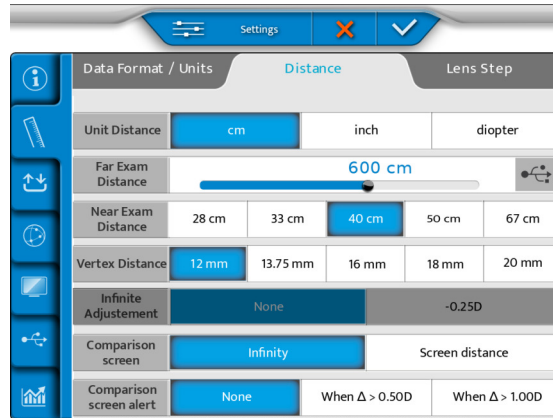 Settings
Data Format / Units Distance Lens Step
Unit Distance cm inch diopter
Far Exam Distance 600 cm
Near Exam Distance 28 cm 33 cm 40 cm 50 cm 67 cm
Vertex Distance 12 mm 13.75 mm 16 mm 18 mm 20 mm
Infinite Adjustement None -0.25D
Comparison screen Infinity Screen distance
Comparison screen alert None When Δ > 0.50D When Δ > 1.00D